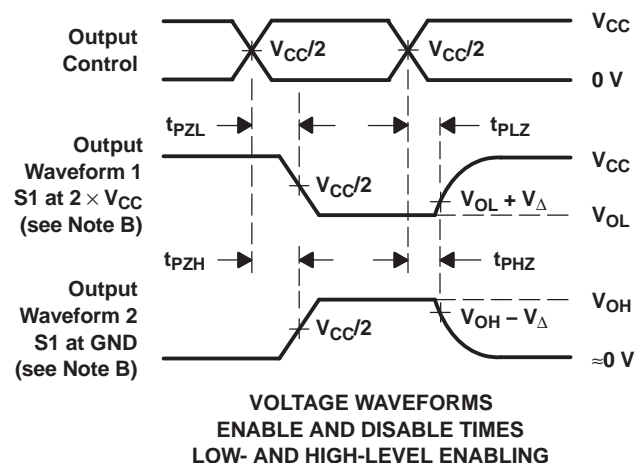 Output
Control
V_CC/2
V_CC/2
V_CC
0 V
t_PZL
t_PLZ
Output
Waveform 1
S1 at 2 × V_CC
(see Note B)
V_CC/2
V_CC
V_OL + V_Δ
V_OL
t_PZH
t_PHZ
Output
Waveform 2
S1 at GND
(see Note B)
V_CC/2
V_OH
V_OH – V_Δ
≈0 V
VOLTAGE WAVEFORMS
ENABLE AND DISABLE TIMES
LOW- AND HIGH-LEVEL ENABLING